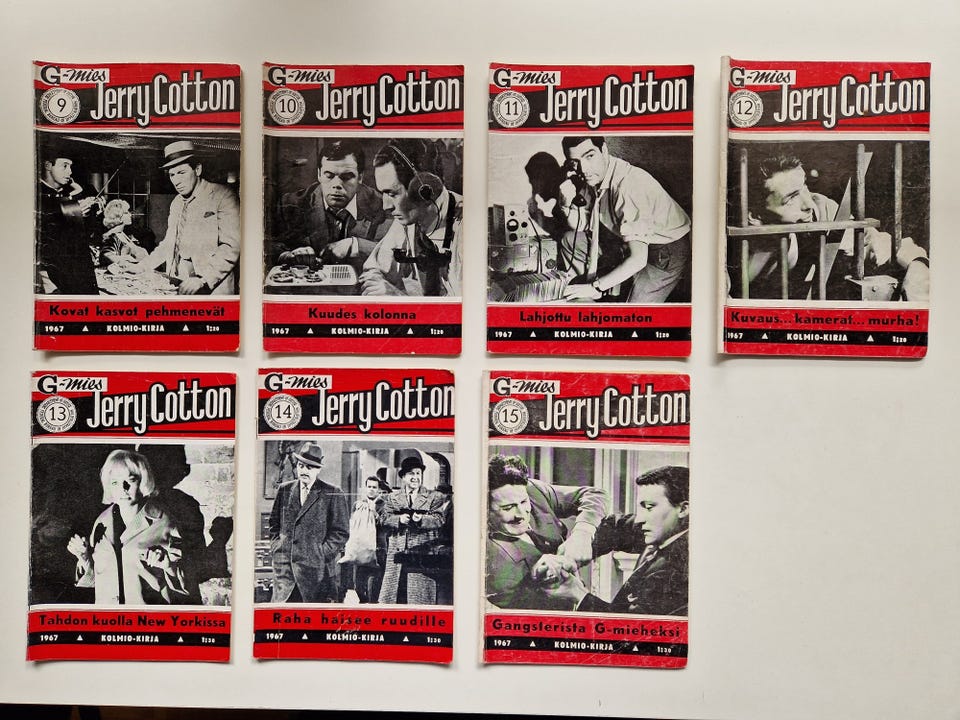 G-mies
9
Jerry Cotton
Kovat kasvot pehmenevät
1967 ▲ KOLMIO-KIRJA ▲ 1:20
G-mies
10
Jerry Cotton
Kuudes kolonna
1967 ▲ KOLMIO-KIRJA ▲ 1:20
G-mies
11
Jerry Cotton
Lahjottu lahjomaton
1967 ▲ KOLMIO-KIRJA ▲ 1:20
G-mies
12
Jerry Cotton
Kuvaus... kamerat... murha!
1967 ▲ KOLMIO-KIRJA ▲ 1:20
G-mies
13
Jerry Cotton
Tahdon kuolla New Yorkissa
1967 ▲ KOLMIO-KIRJA ▲ 1:20
G-mies
14
Jerry Cotton
Raha haisee ruudille
1967 ▲ KOLMIO-KIRJA ▲ 1:20
G-mies
15
Jerry Cotton
Gangsterista G-mieheksi
1967 ▲ KOLMIO-KIRJA ▲ 1:20